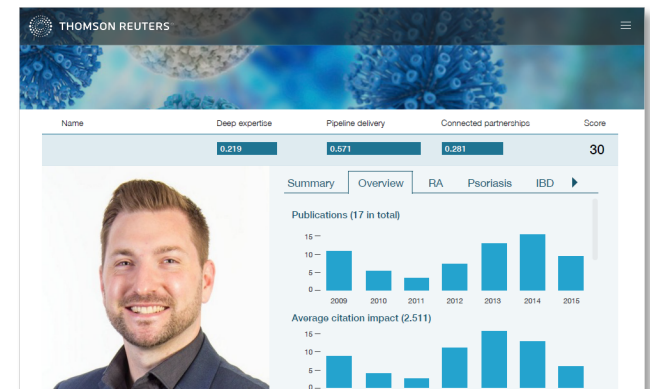 THOMSON REUTERS
Name Deep expertise Pipeline delivery Connected partnerships Score
0.219 0.571 0.281 30
Summary Overview RA Psoriasis IBD
Publications (17 in total)
15
10
5
0
2009 2010 2011 2012 2013 2014 2015
Average citation impact (2.511)
15
10
5
0